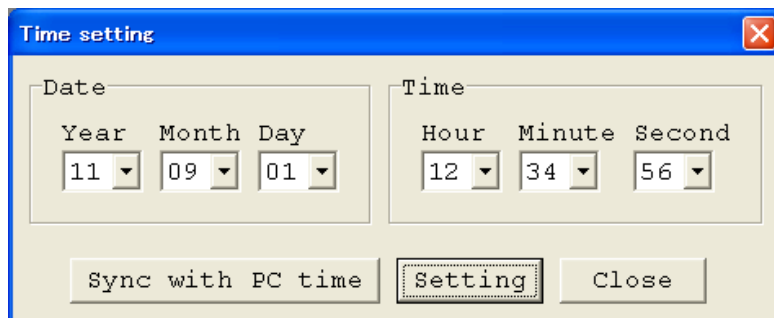 Time setting
Date
Time
Year Month Day
Hour Minute Second
11 09 01
12 34 56
Sync with PC time Setting Close